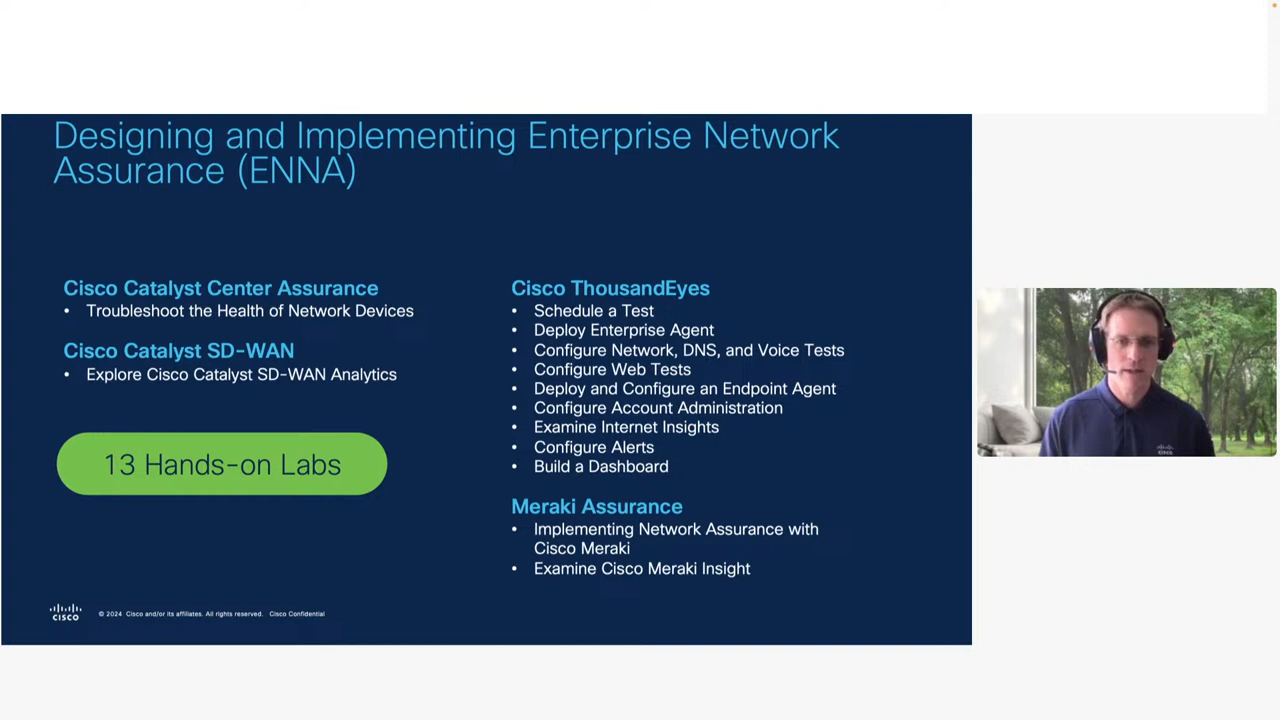 Designing and Implementing Enterprise Network
Assurance (ENNA)
Cisco Catalyst Center Assurance
• Troubleshoot the Health of Network Devices
Cisco Catalyst SD-WAN
• Explore Cisco Catalyst SD-WAN Analytics
13 Hands-on Labs
Cisco ThousandEyes
• Schedule a Test
• Deploy Enterprise Agent
• Configure Network, DNS, and Voice Tests
• Configure Web Tests
• Deploy and Configure an Endpoint Agent
• Configure Account Administration
• Examine Internet Insights
• Configure Alerts
• Build a Dashboard
Meraki Assurance
• Implementing Network Assurance with
Cisco Meraki
• Examine Cisco Meraki Insight
CISCO
© 2024 Cisco and/or its affiliates. All rights reserved. Cisco Confidential
CISCO